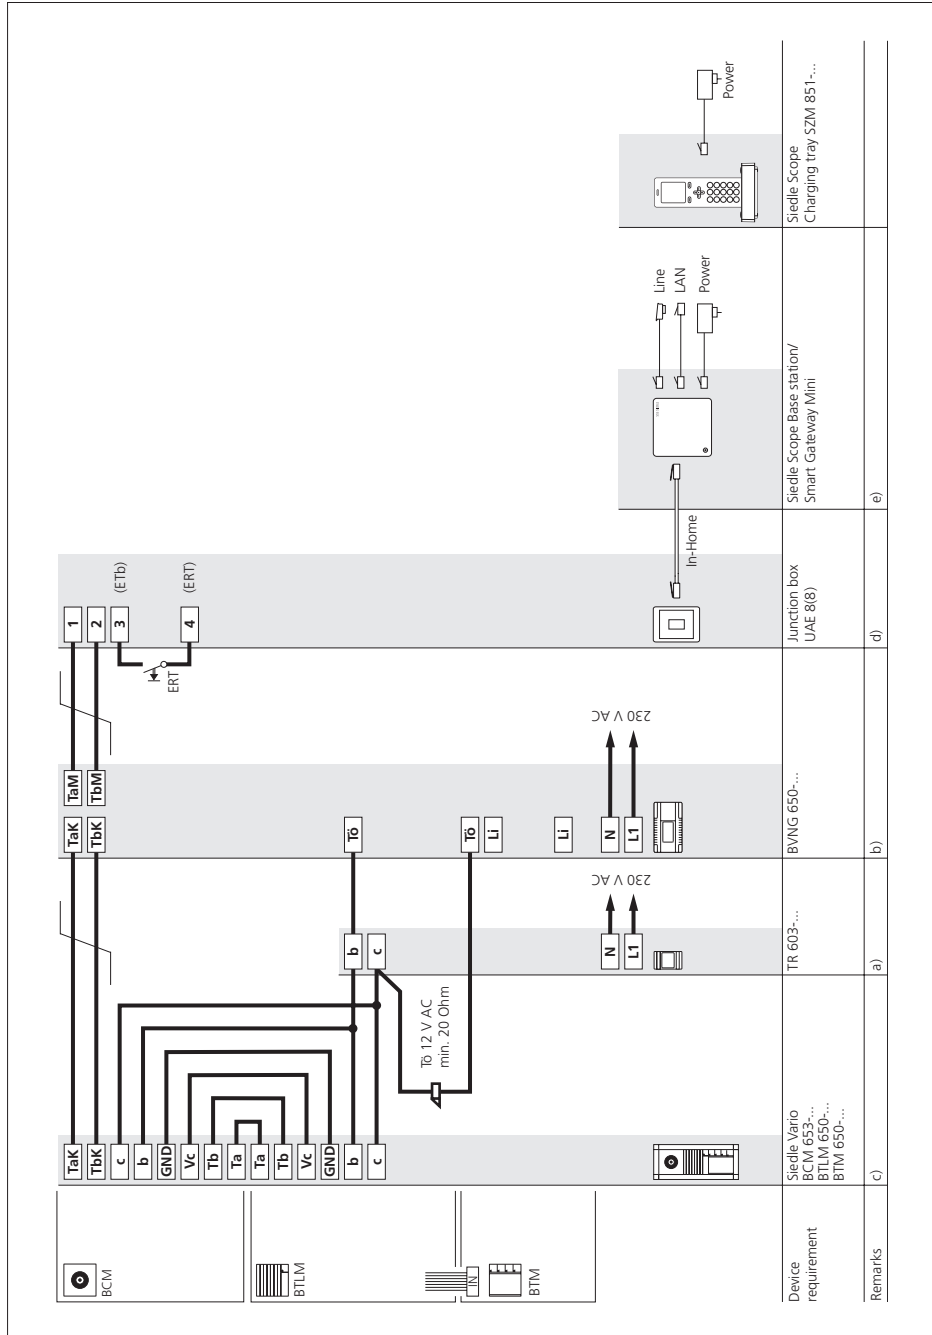 BCM
BTLM
IN
BTM
Device
requirement
Remarks
TaK
TbK
c
b
GND
Vc
Tb
Ta
Ta
Tb
Vc
GND
b
c
Siedle Vario
BCM 653-...
BTLM 650-...
BTM 650-...
c)
Tö 12 V AC
min. 20 Ohm
b
c
N
L1
230 V AC
TR 603-...
a)
TaK
TbK
TaM
TbM
Tö
Tö
Li
Li
N
L1
230 V AC
BVNG 650-...
b)
1
2
3
4
(ETb)
(ERT)
ERT
In-Home
Junction box
UAE 8(8)
d)
Line
LAN
Power
Siedle Scope Base station/
Smart Gateway Mini
e)
Power
Siedle Scope
Charging tray SZM 851-...